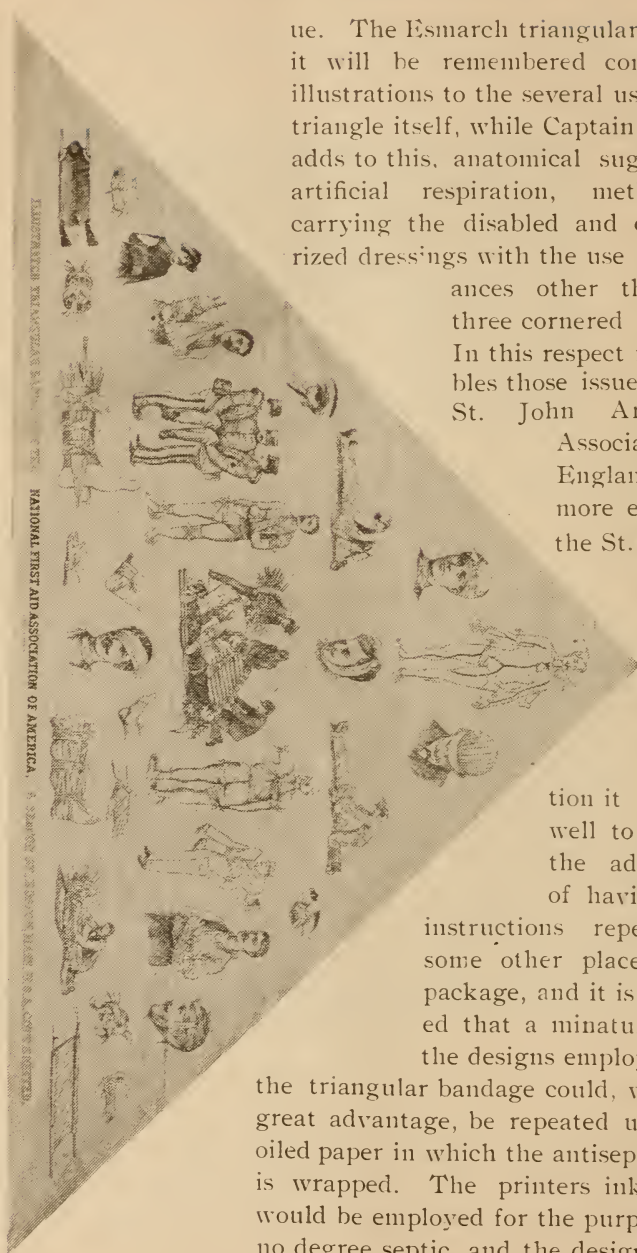 ue. The Esmarch triangular
it will be remembered con
illustrations to the several us
triangle itself, while Captain
adds to this, anatomical sug
artificial respiration, met
carrying the disabled and
rized dressings with the use
ances other th
three cornered
In this respect
bles those issue
St. John A
Associa
Englan
more e
the St.
tion it
well to
the ad
of havi
instructions repe
some other place
package, and it is
ed that a minatu
the designs emplo
the triangular bandage could, v
great advantage, be repeated u
oiled paper in which the antisep
is wrapped. The printers ink
would be employed for the purp
no degree septic, and the desig
ILLUSTRATED TRIANGULAR NATIONAL FIRST AID ASSOCIATION OF AMERICA.